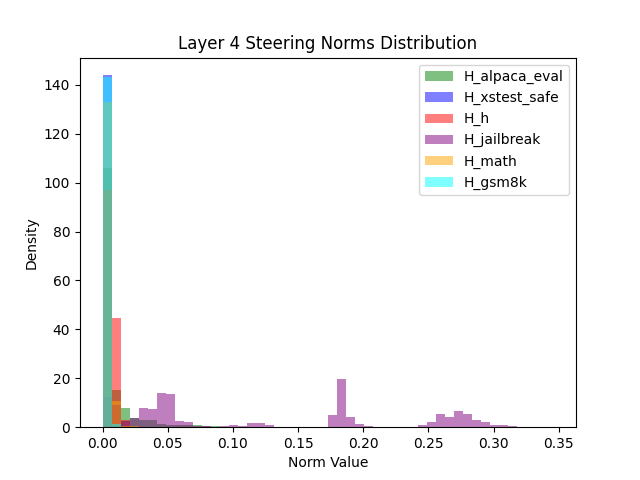 Layer 4 Steering Norms Distribution
H_alpaca_eval
H_xstest_safe
H_h
H_jailbreak
H_math
H_gsm8k
Density
140
120
100
80
60
40
20
0
0.00 0.05 0.10 0.15 0.20 0.25 0.30 0.35
Norm Value